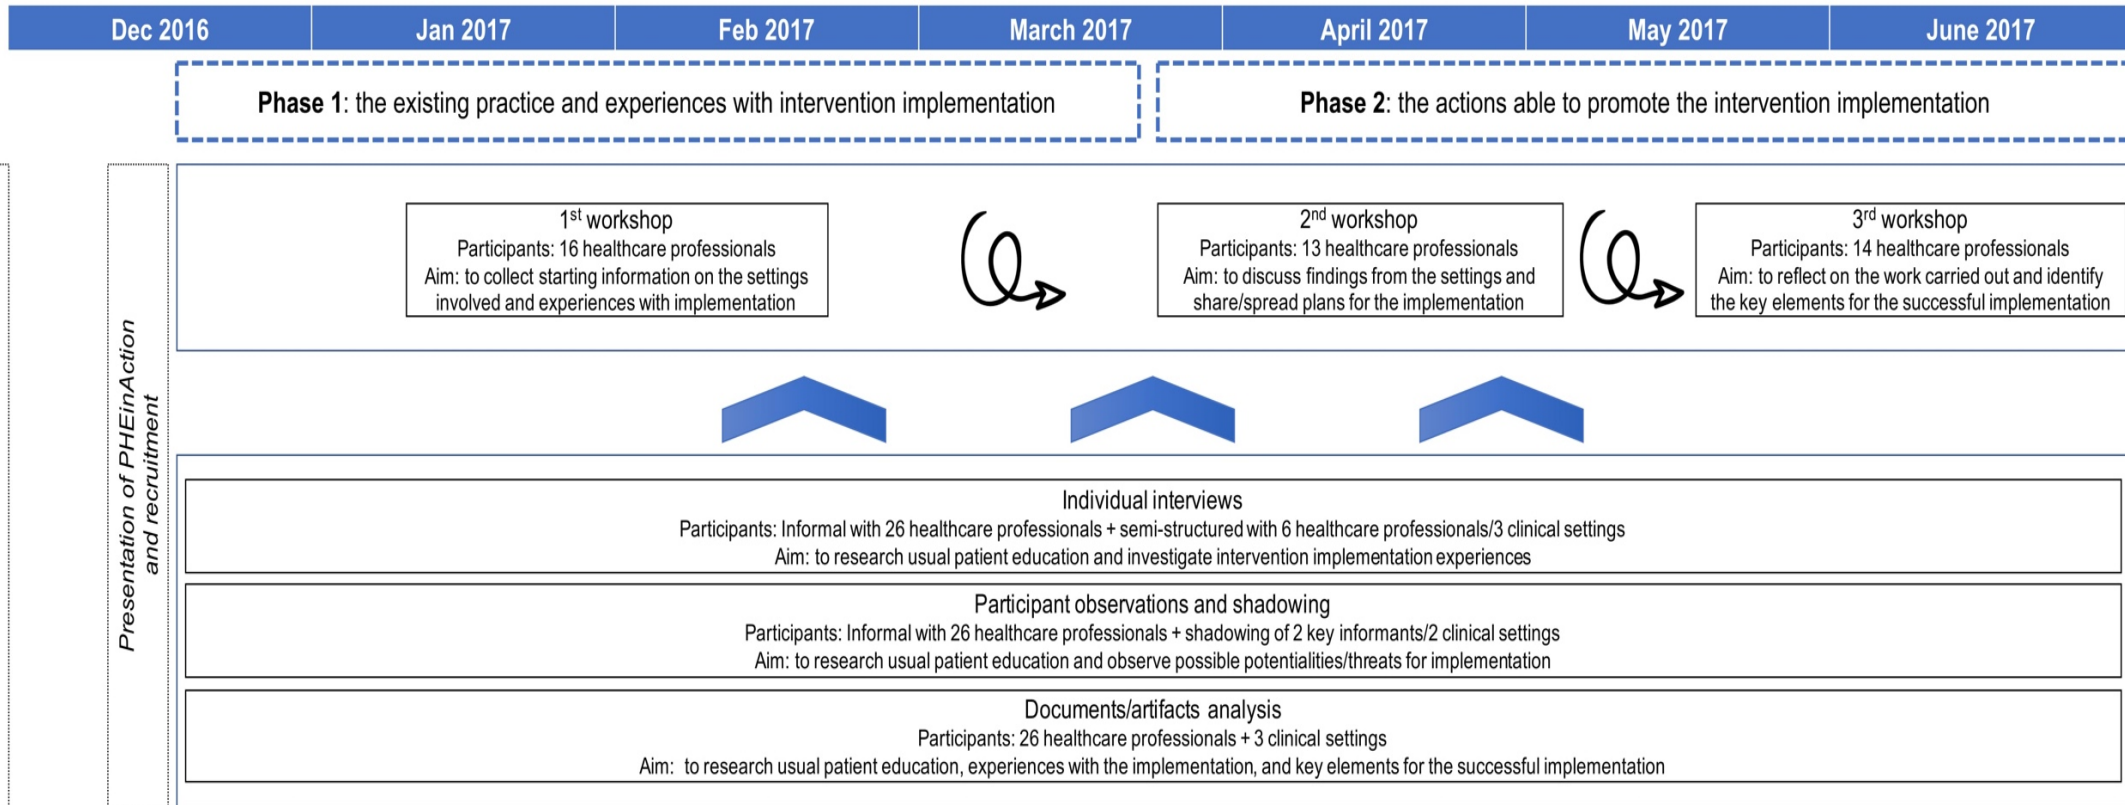 Dec 2016 Jan 2017 Feb 2017 March 2017 April 2017 May 2017 June 2017
Phase 1: the existing practice and experiences with intervention implementation
Phase 2: the actions able to promote the intervention implementation
Presentation of PHEinAction
and recruitment
1st workshop
Participants: 16 healthcare professionals
Aim: to collect starting information on the settings
involved and experiences with implementation
2nd workshop
Participants: 13 healthcare professionals
Aim: to discuss findings from the settings and
share/spread plans for the implementation
3rd workshop
Participants: 14 healthcare professionals
Aim: to reflect on the work carried out and identify
the key elements for the successful implementation
Individual interviews
Participants: Informal with 26 healthcare professionals + semi-structured with 6 healthcare professionals/3 clinical settings
Aim: to research usual patient education and investigate intervention implementation experiences
Participant observations and shadowing
Participants: Informal with 26 healthcare professionals + shadowing of 2 key informants/2 clinical settings
Aim: to research usual patient education and observe possible potentialities/threats for implementation
Documents/artifacts analysis
Participants: 26 healthcare professionals + 3 clinical settings
Aim: to research usual patient education, experiences with the implementation, and key elements for the successful implementation